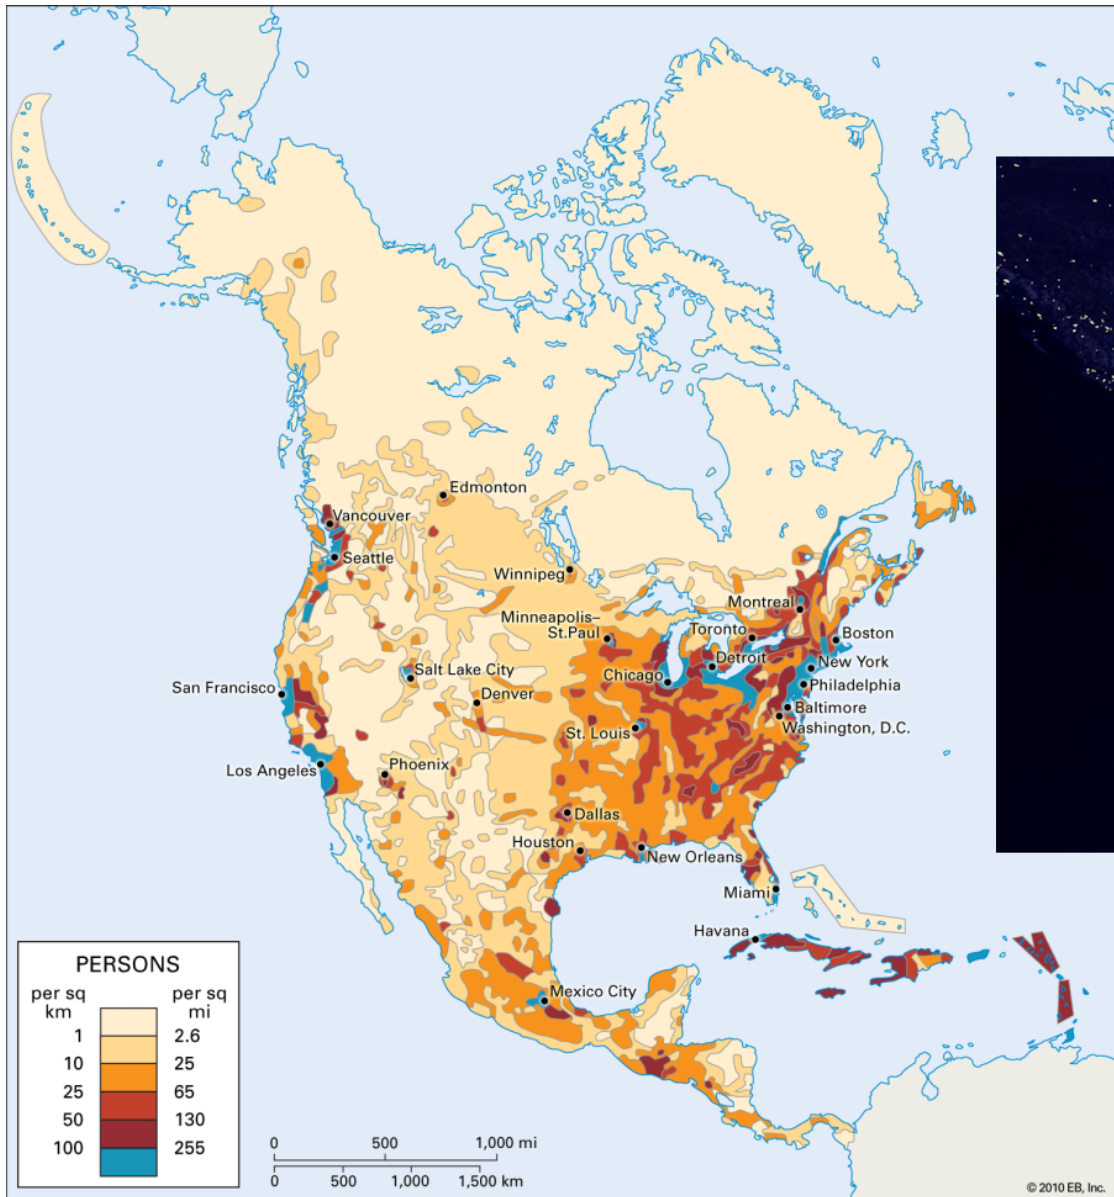 Edmonton
Vancouver
Seattle
Winnipeg
Minneapolis–
St.Paul
Montreal
Toronto
Boston
Detroit
New York
Chicago
Philadelphia
Salt Lake City
San Francisco
Denver
Baltimore
Washington, D.C.
St. Louis
Los Angeles
Phoenix
Dallas
Houston
New Orleans
Miami
Havana
Mexico City
PERSONS
per sq
km
per sq
mi
1 2.6
10 25
25 65
50 130
100 255
0 500 1,000 mi
0 500 1,000 1,500 km
© 2010 EB, Inc.